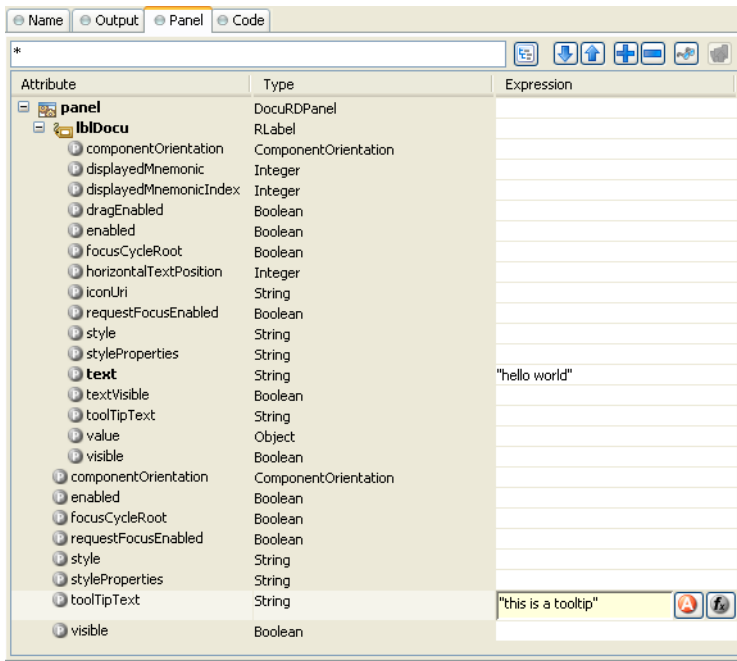 Name Output Panel Code
*
Attribute Type Expression
panel DocuRDPanel
lblDocu RLabel
P componentOrientation ComponentOrientation
P displayedMnemonic Integer
P displayedMnemonicIndex Integer
P dragEnabled Boolean
P enabled Boolean
P focusCycleRoot Boolean
P horizontalTextPosition Integer
P iconUri String
P requestFocusEnabled Boolean
P style String
P styleProperties String
P text String "hello world"
P textVisible Boolean
P toolTipText String
P value Object
P visible Boolean
P componentOrientation ComponentOrientation
P enabled Boolean
P focusCycleRoot Boolean
P requestFocusEnabled Boolean
P style String
P styleProperties String
P toolTipText String "this is a tooltip" A fx
P visible Boolean